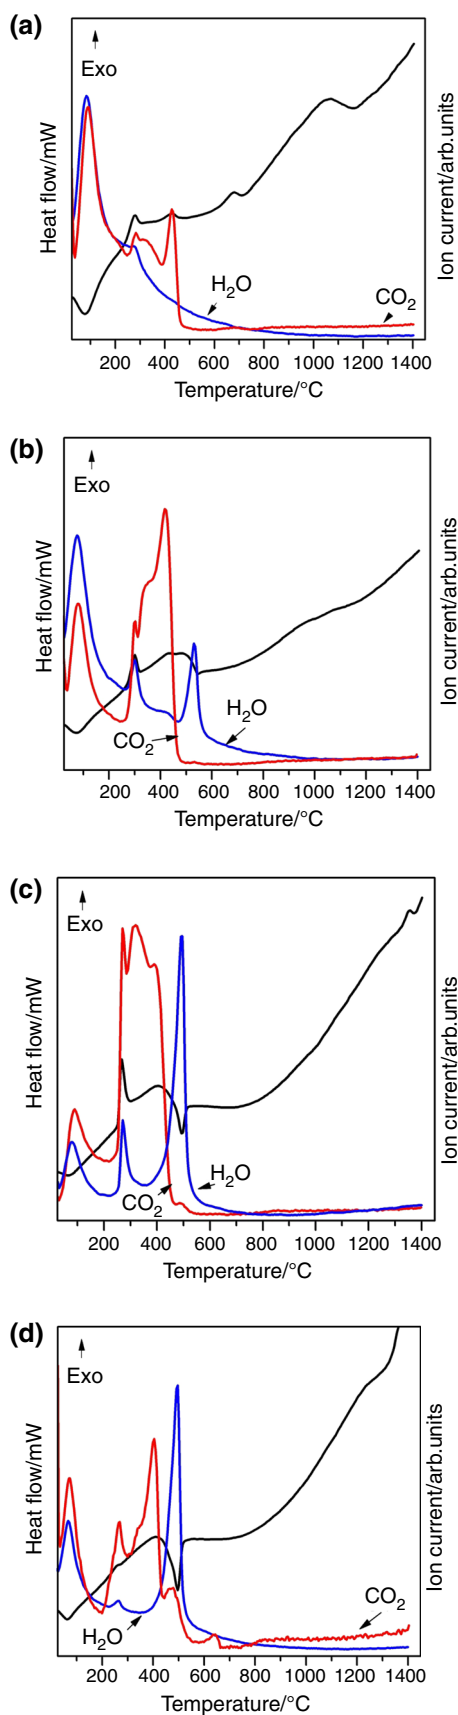 (a)
Exo
Heat flow/mW
Ion current/arb.units
H2O
CO2
200 400 600 800 1000 1200 1400
Temperature/°C
(b)
Exo
Heat flow/mW
Ion current/arb.units
H2O
CO2
200 400 600 800 1000 1200 1400
Temperature/°C
(c)
Exo
Heat flow/mW
Ion current/arb.units
H2O
CO2
200 400 600 800 1000 1200 1400
Temperature/°C
(d)
Exo
Heat flow/mW
Ion current/arb.units
CO2
H2O
200 400 600 800 1000 1200 1400
Temperature/°C